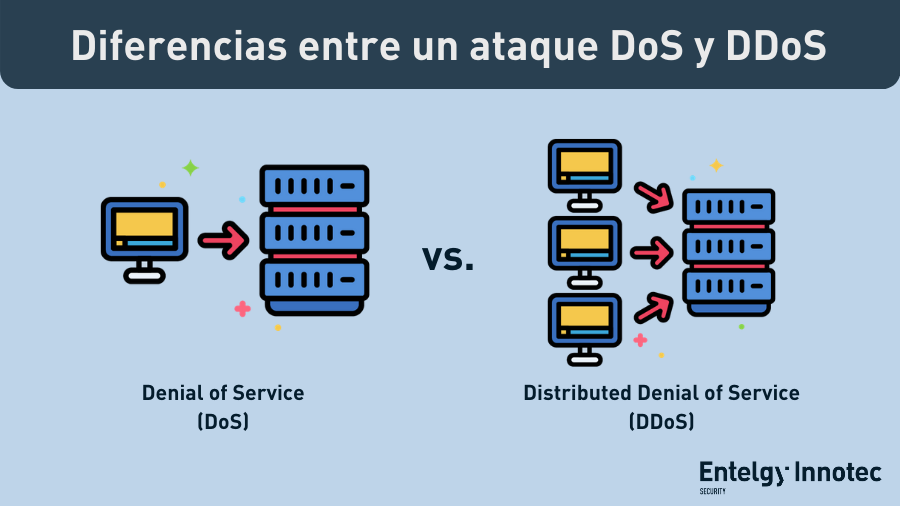 Diferencias entre un ataque DoS y DDoS
vs.
Denial of Service
(DoS)
Distributed Denial of Service
(DDoS)
Entelgy Innotec
SECURITY